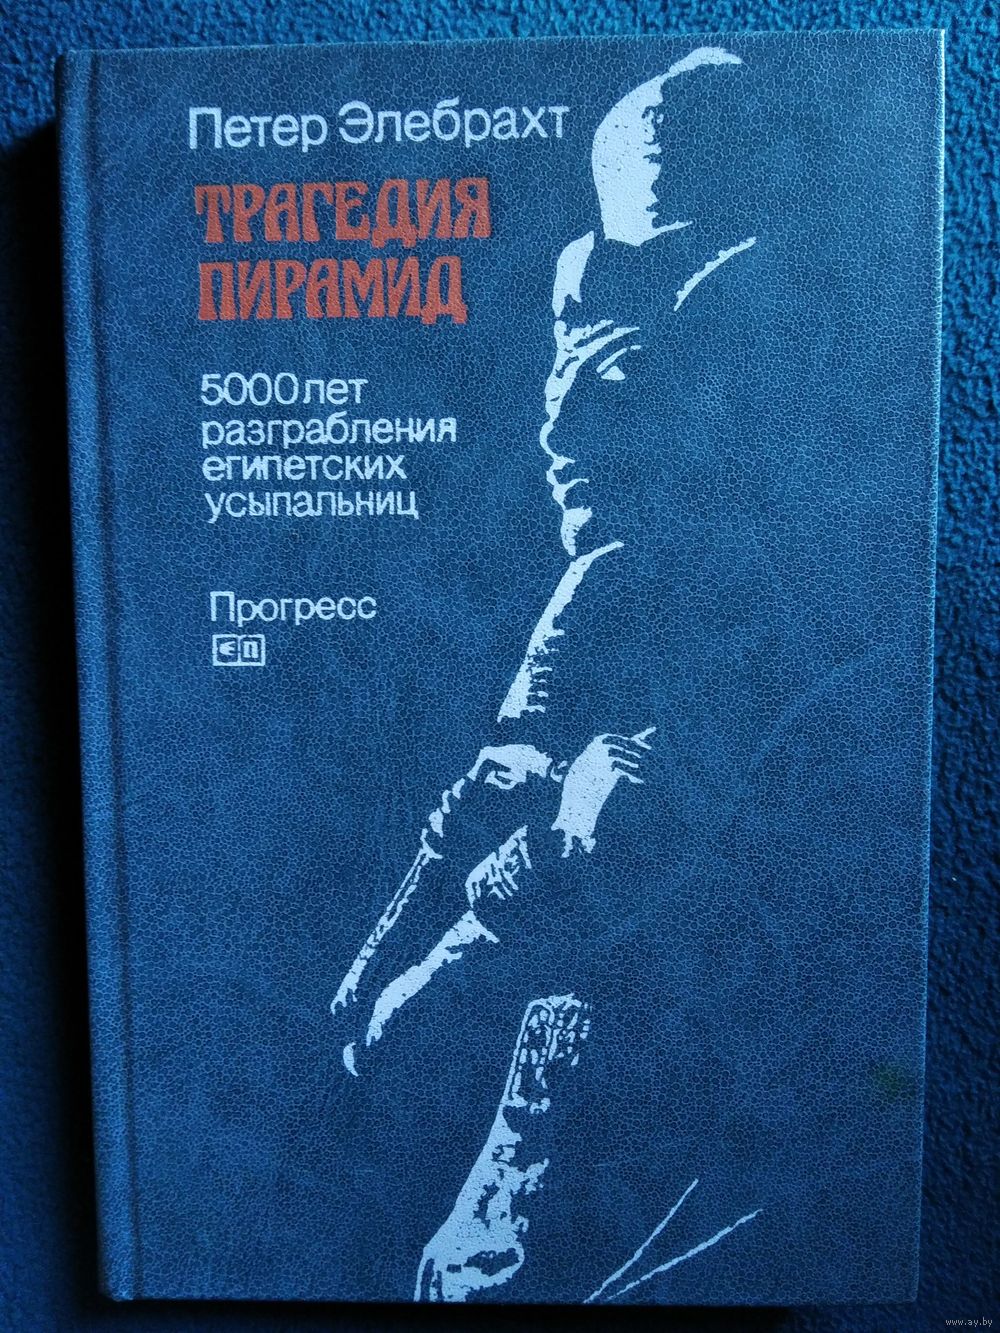 Петер Элебрахт
ТРАГЕДИЯ
ПИРАМИД
5000 лет
разграбления
египетских
усыпальниц
Прогресс
www.ay.by